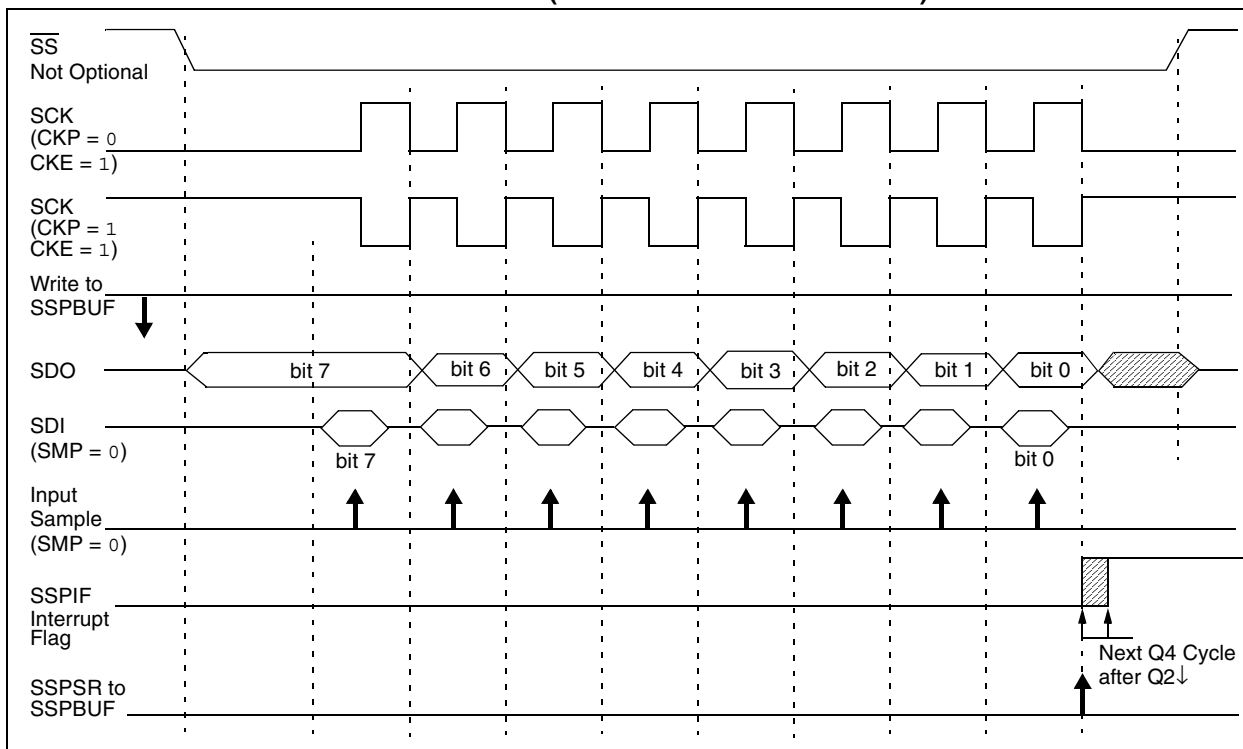 SS
Not Optional
SCK
(CKP = 0
CKE = 1)
SCK
(CKP = 1
CKE = 1)
Write to
SSPBUF
SDO
bit 7 bit 6 bit 5 bit 4 bit 3 bit 2 bit 1 bit 0
SDI
(SMP = 0)
bit 7 bit 0
Input
Sample
(SMP = 0)
SSPIF
Interrupt
Flag
Next Q4 Cycle
after Q2↓
SSPSR to
SSPBUF